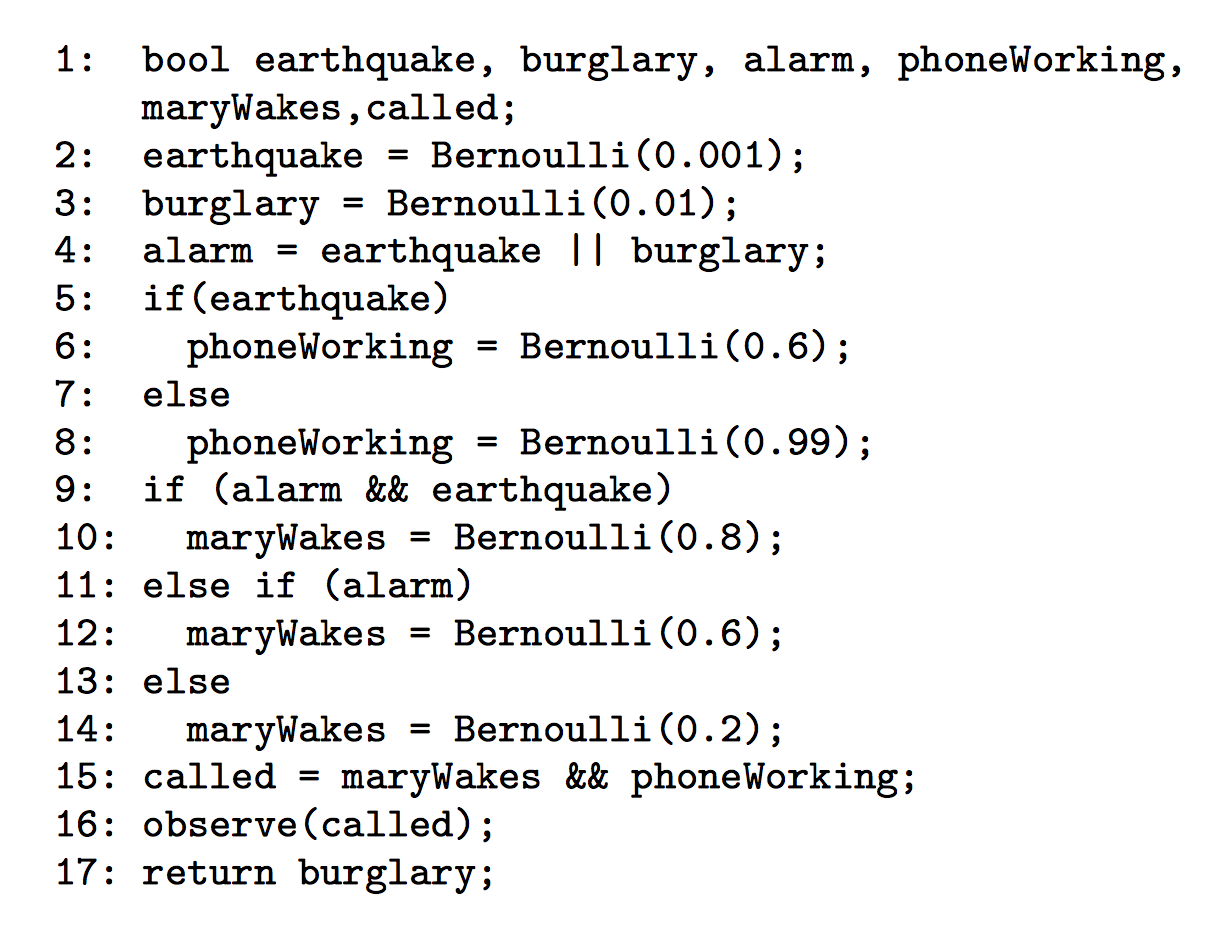 1: bool earthquake, burglary, alarm, phoneWorking,
maryWakes,called;
2: earthquake = Bernoulli(0.001);
3: burglary = Bernoulli(0.01);
4: alarm = earthquake || burglary;
5: if(earthquake)
6: phoneWorking = Bernoulli(0.6);
7: else
8: phoneWorking = Bernoulli(0.99);
9: if (alarm && earthquake)
10: maryWakes = Bernoulli(0.8);
11: else if (alarm)
12: maryWakes = Bernoulli(0.6);
13: else
14: maryWakes = Bernoulli(0.2);
15: called = maryWakes && phoneWorking;
16: observe(called);
17: return burglary;